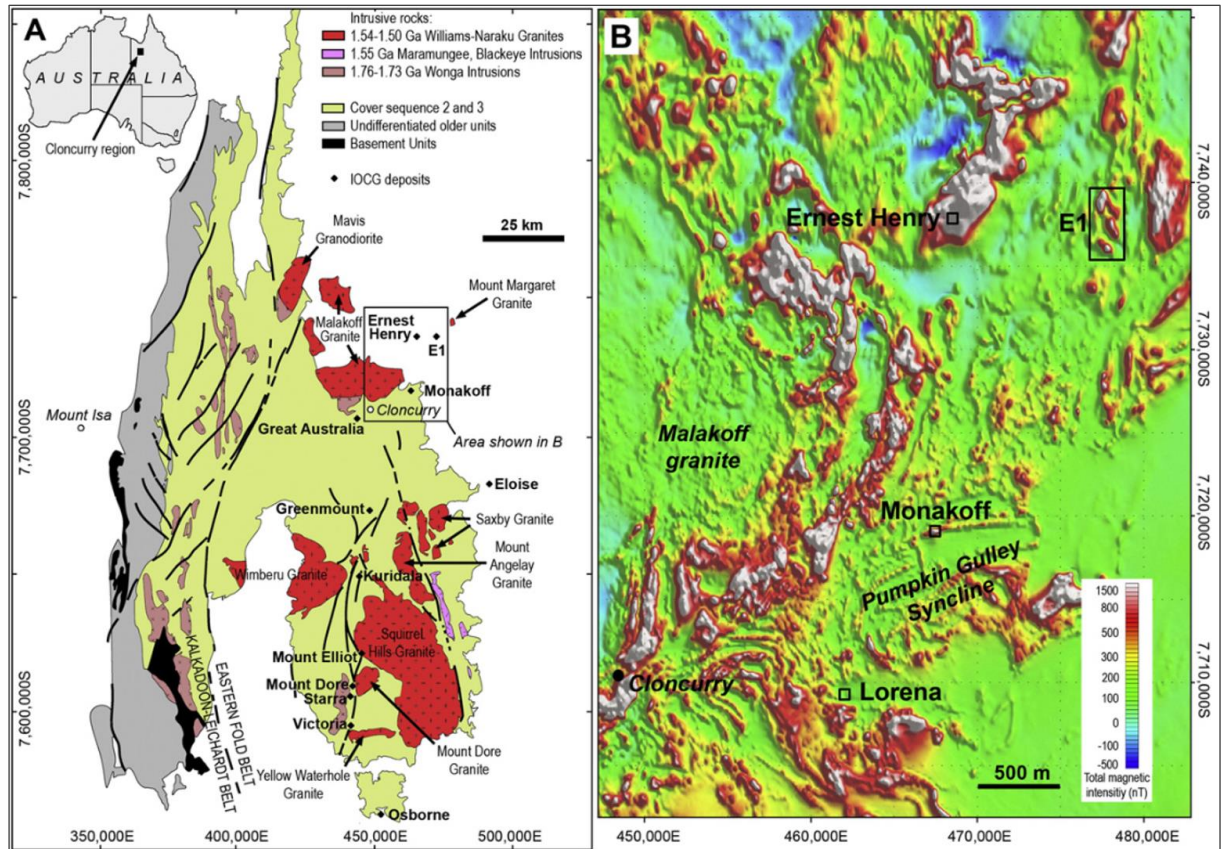 A
AUSTRALIA
Cloncurry region
Intrusive rocks:
1.54-1.50 Ga Williams-Naraku Granites
1.55 Ga Maramungee, Blackeye Intrusions
1.76-1.73 Ga Wonga Intrusions
Cover sequence 2 and 3
Undifferentiated older units
Basement Units
IOCG deposits
25 km
7,800,000S
7,700,000S
7,600,000S
Mavis
Granodiorite
Mount Margaret
Granite
Malakoff
Granite
Ernest
Henry
E1
Monakoff
Cloncurry
Mount Isa
Great Australia
Area shown in B
Eloise
Greenmount
Saxby Granite
Mount
Angelay
Granite
Wimberu Granite
Kuridala
Squirrel
Hills Granite
Mount Elliot
Mount Dore
Starra
Victoria
Mount Dore
Granite
Yellow Waterhole
Granite
Osborne
KALKADOON-LEICHARDT BELT
EASTERN FOLD BELT
350,000E
400,000E
450,000E
500,000E
B
Ernest Henry
E1
Malakoff
granite
Monakoff
Pumpkin Gulley
Syncline
Cloncurry
Lorena
500 m
1500
800
500
400
300
200
100
0
-100
-500
Total magnetic
intensitiy (nT)
7,740,000S
7,730,000S
7,720,000S
7,710,000S
450,000E
460,000E
470,000E
480,000E